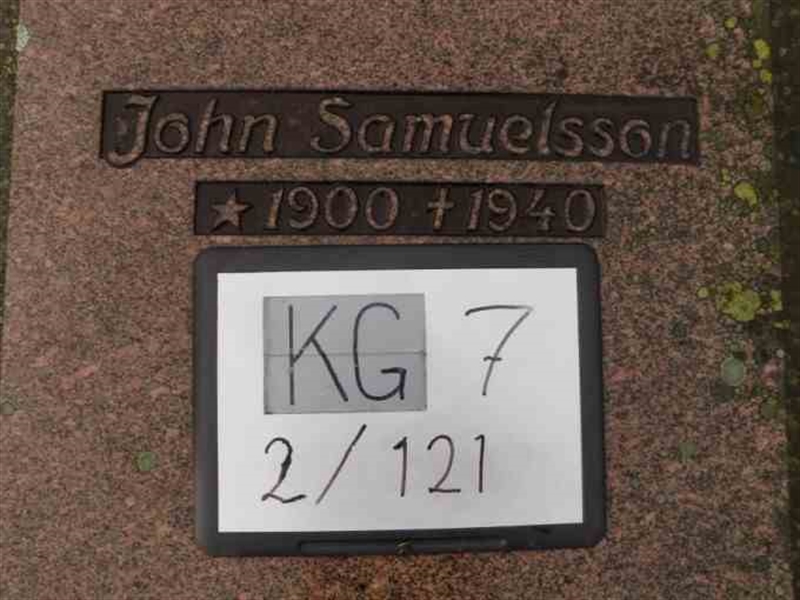 John Samuelsson
★ 1900 ✝ 1940
KG 7
2/121